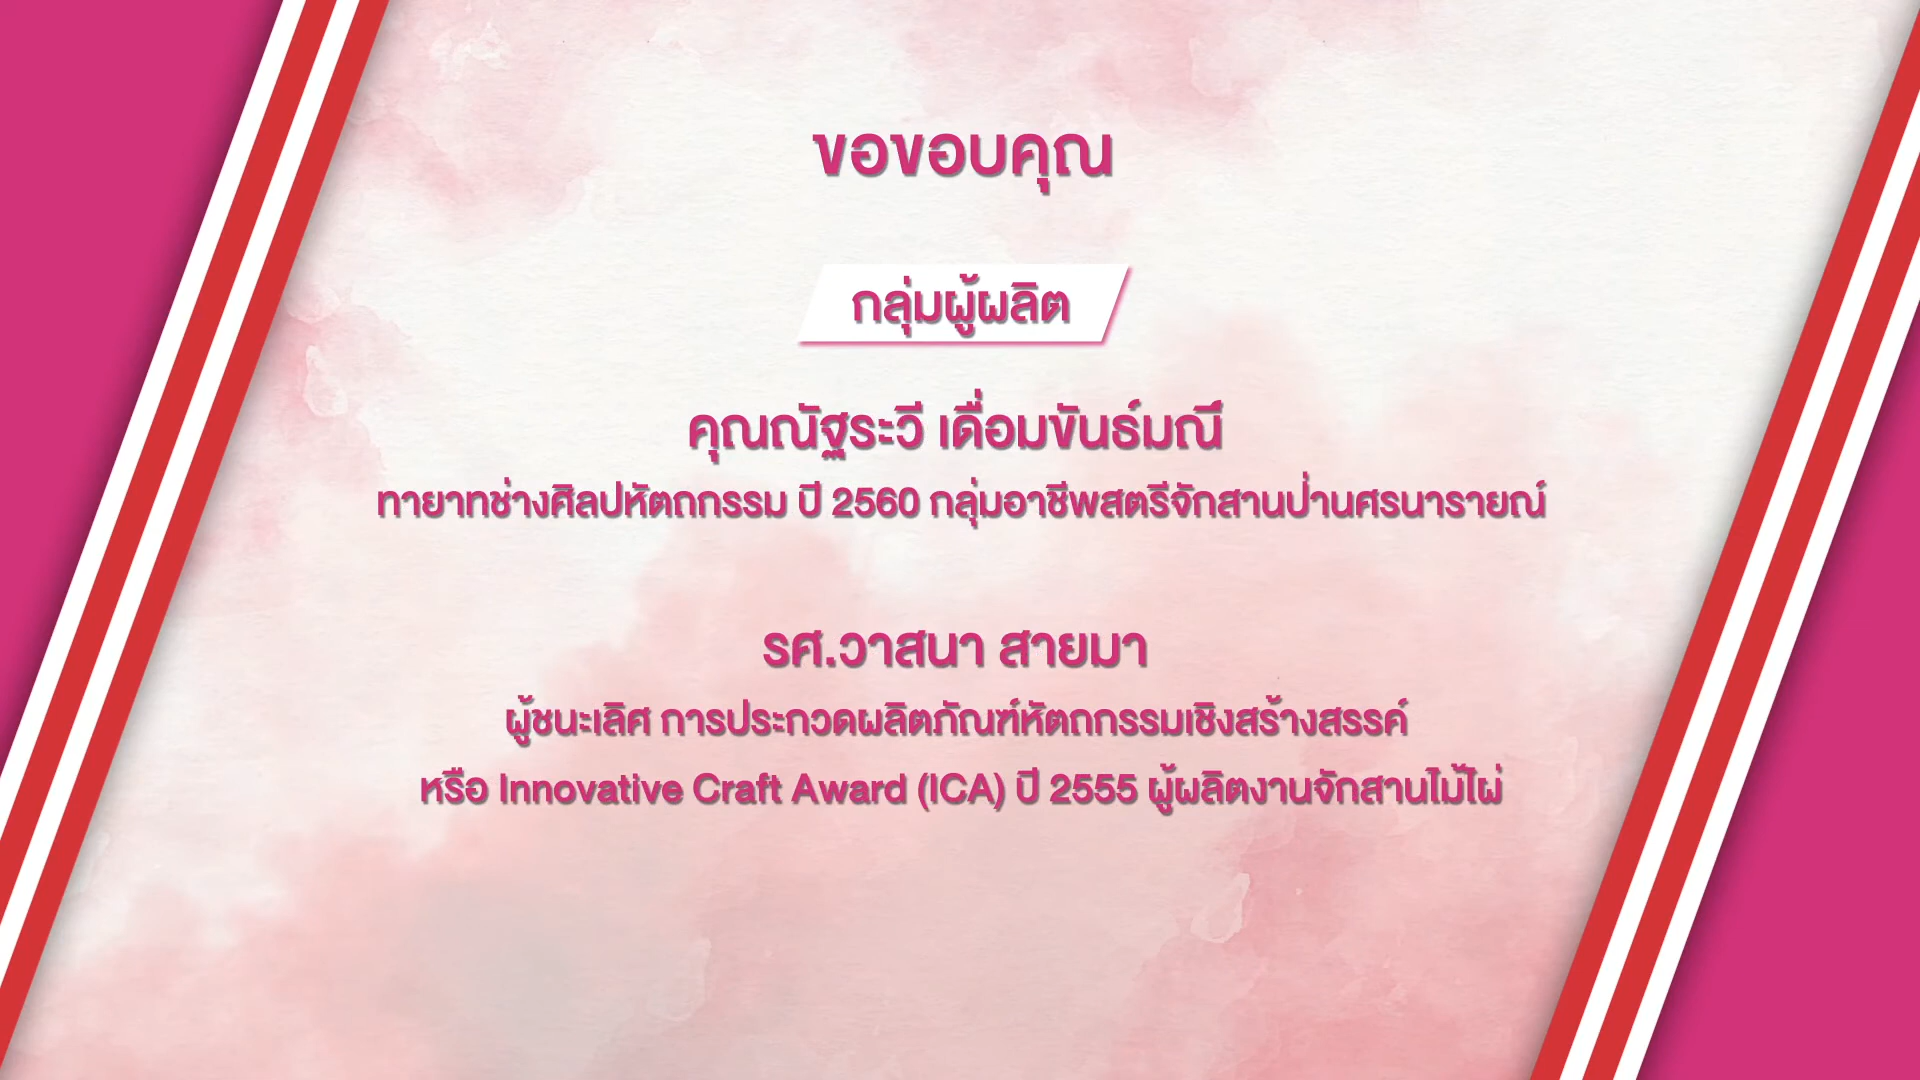 ขอขอบคุณ
กลุ่มผู้ผลิต
คุณณัฐระวี เดื่อมขันธ์มณี
ทายาทช่างศิลปหัตถกรรม ปี 2560 กลุ่มอาชีพสตรีจักสานป่านศรนารายณ์
รศ.วาสนา สายมา
ผู้ชนะเลิศ การประกวดผลิตภัณฑ์หัตถกรรมเชิงสร้างสรรค์
หรือ Innovative Craft Award (ICA) ปี 2555 ผู้ผลิตงานจักสานไม้ไผ่